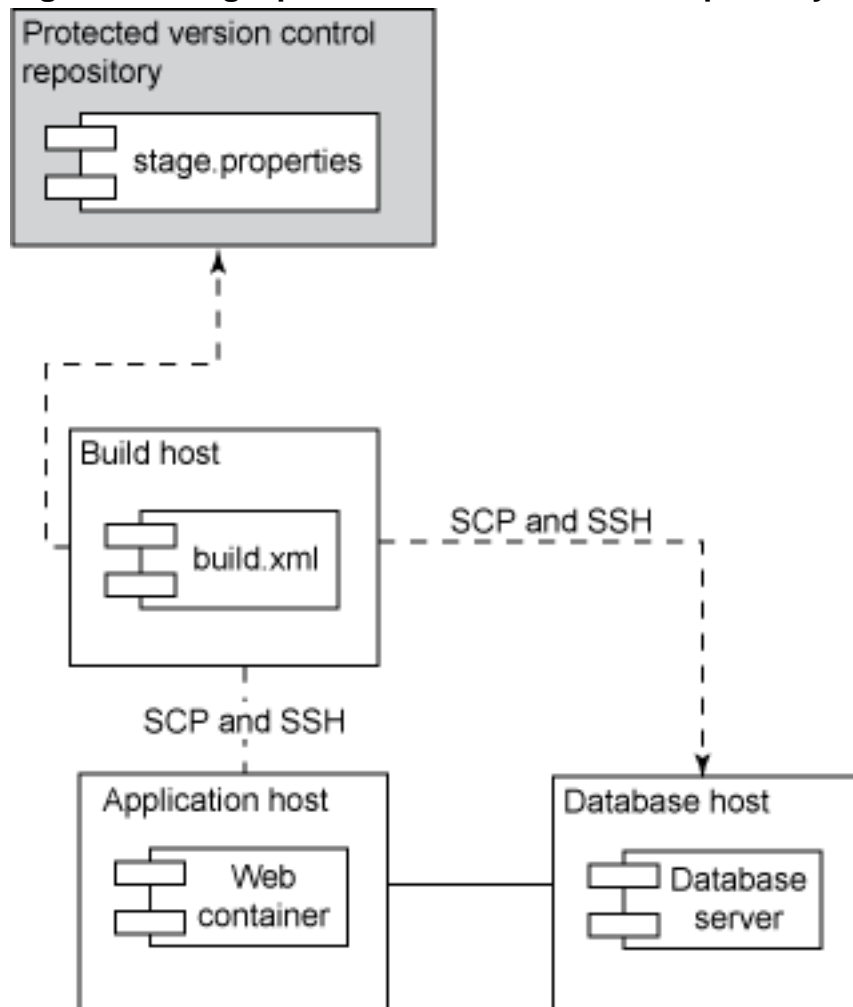 Protected version control
repository
stage.properties
Build host
build.xml
SCP and SSH
SCP and SSH
Application host
Web
container
Database host
Database
server